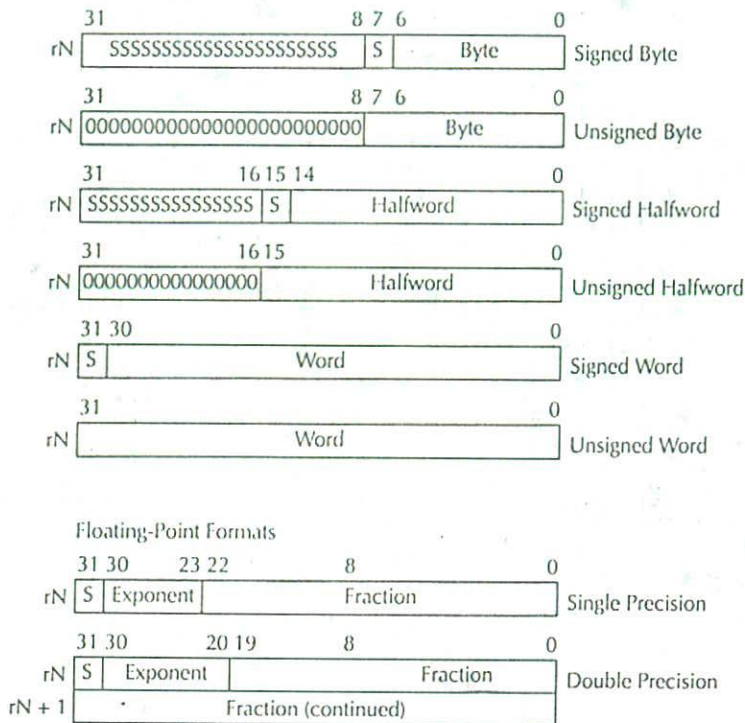 31 8 7 6 0
rN SSSSSSSSSSSSSSSSSSSSSSS S Byte Signed Byte
31 8 7 6 0
rN 000000000000000000000000 Byte Unsigned Byte
31 16 15 14 0
rN SSSSSSSSSSSSSSSS S Halfword Signed Halfword
31 16 15 0
rN 0000000000000000 Halfword Unsigned Halfword
31 30 0
rN S Word Signed Word
31 0
rN Word Unsigned Word
Floating-Point Formats
31 30 23 22 8 0
rN S Exponent Fraction Single Precision
31 30 20 19 8 0
rN S Exponent Fraction Double Precision
rN + 1 Fraction (continued)